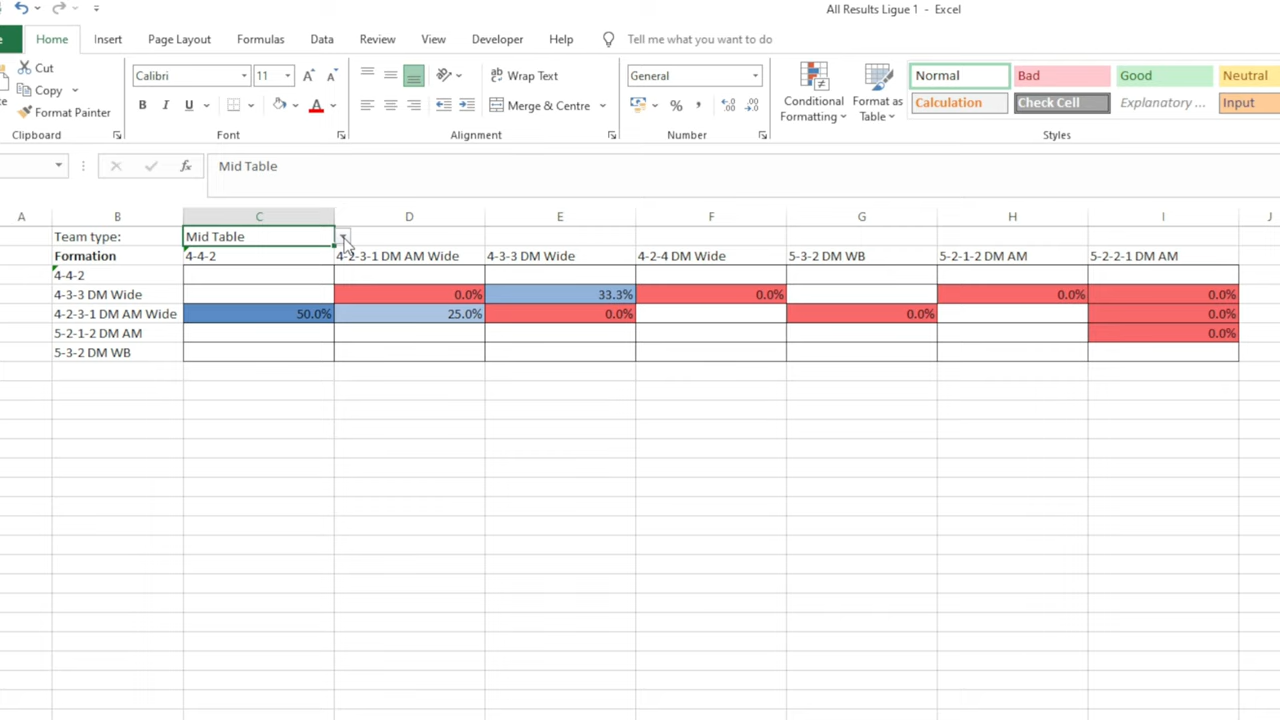 All Results Ligue 1 - Excel
Home Insert Page Layout Formulas Data Review View Developer Help Tell me what you want to do
Cut
Copy
Format Painter
Clipboard
Calibri 11
B I U
Font
Wrap Text
Merge & Centre
Alignment
General
Number
Conditional Formatting
Format as Table
Normal Bad Good Neutral
Calculation Check Cell Explanatory ... Input
Styles
fx Mid Table
A B C D E F G H I J
Team type: Mid Table
Formation 4-4-2 4-2-3-1 DM AM Wide 4-3-3 DM Wide 4-2-4 DM Wide 5-3-2 DM WB 5-2-1-2 DM AM 5-2-2-1 DM AM
4-4-2
4-3-3 DM Wide 0.0% 33.3% 0.0% 0.0% 0.0%
4-2-3-1 DM AM Wide 50.0% 25.0% 0.0% 0.0% 0.0%
5-2-1-2 DM AM 0.0%
5-3-2 DM WB